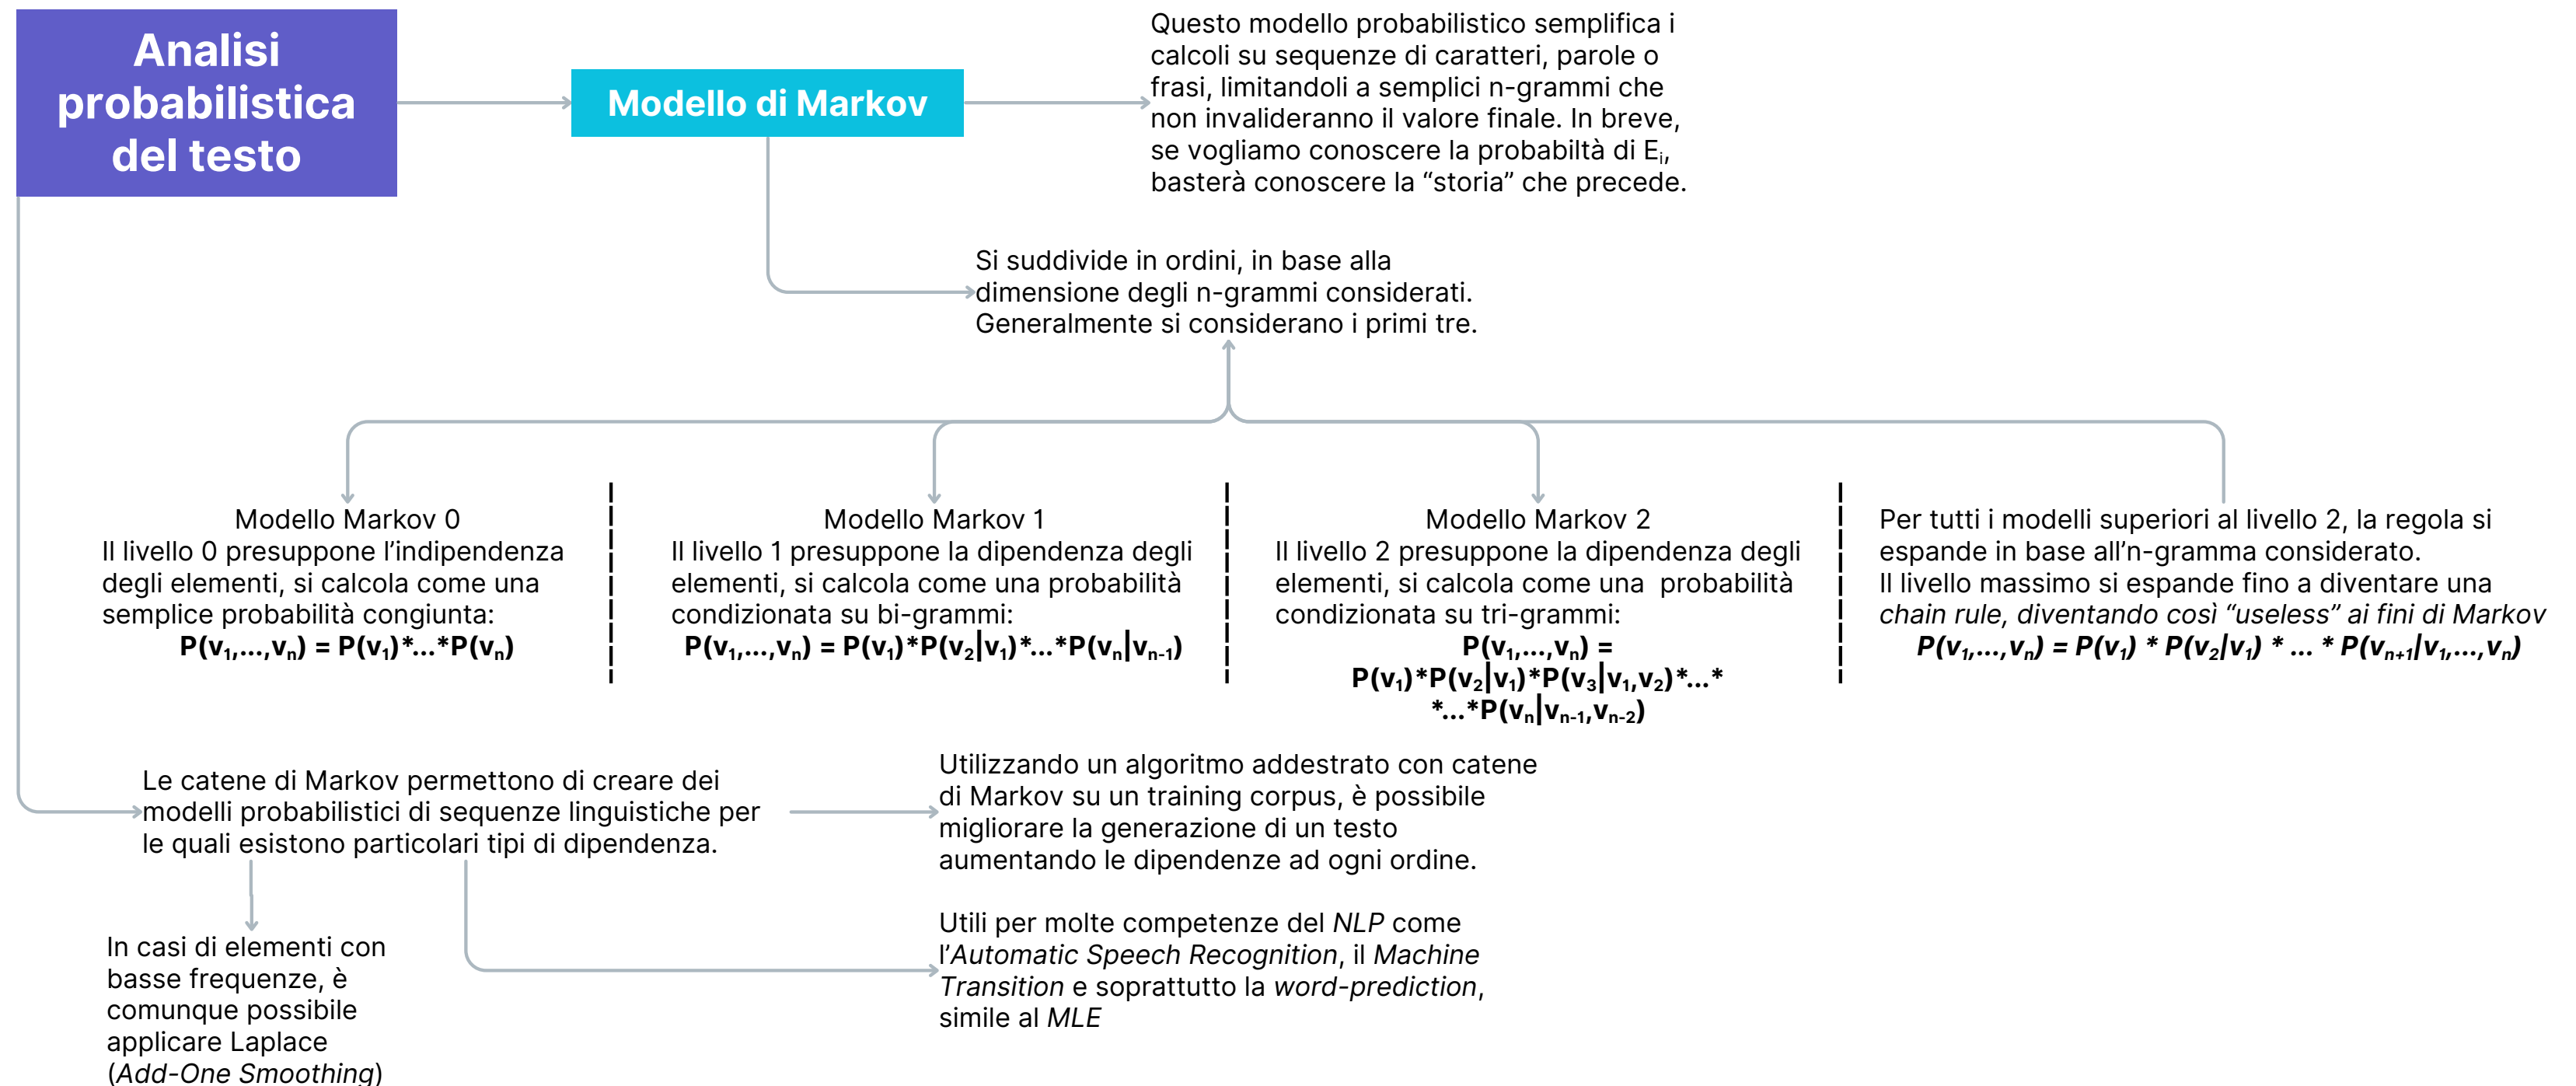 Analisi
probabilistica
del testo
Modello di Markov
Questo modello probabilistico semplifica i
calcoli su sequenze di caratteri, parole o
frasi, limitandoli a semplici n-grammi che
non invalideranno il valore finale. In breve,
se vogliamo conoscere la probabiltà di Eᵢ,
basterà conoscere la “storia” che precede.
Si suddivide in ordini, in base alla
dimensione degli n-grammi considerati.
Generalmente si considerano i primi tre.
Modello Markov 0
Il livello 0 presuppone l’indipendenza
degli elementi, si calcola come una
semplice probabilità congiunta:
P(v₁,...,vₙ) = P(v₁)*...*P(vₙ)
Modello Markov 1
Il livello 1 presuppone la dipendenza degli
elementi, si calcola come una probabilità
condizionata su bi-grammi:
P(v₁,...,vₙ) = P(v₁)*P(v₂|v₁)*...*P(vₙ|vₙ₋₁)
Modello Markov 2
Il livello 2 presuppone la dipendenza degli
elementi, si calcola come una  probabilità
condizionata su tri-grammi:
P(v₁,...,vₙ) =
P(v₁)*P(v₂|v₁)*P(v₃|v₁,v₂)*...*
*...*P(vₙ|vₙ₋₁,vₙ₋₂)
Per tutti i modelli superiori al livello 2, la regola si
espande in base all’n-gramma considerato.
Il livello massimo si espande fino a diventare una
chain rule, diventando così “useless” ai fini di Markov
P(v₁,...,vₙ) = P(v₁) * P(v₂|v₁) * ... * P(vₙ₊₁|v₁,...,vₙ)
Le catene di Markov permettono di creare dei
modelli probabilistici di sequenze linguistiche per
le quali esistono particolari tipi di dipendenza.
Utilizzando un algoritmo addestrato con catene
di Markov su un training corpus, è possibile
migliorare la generazione di un testo
aumentando le dipendenze ad ogni ordine.
Utili per molte competenze del NLP come
l’Automatic Speech Recognition, il Machine
Transition e soprattutto la word-prediction,
simile al MLE
In casi di elementi con
basse frequenze, è
comunque possibile
applicare Laplace
(Add-One Smoothing)